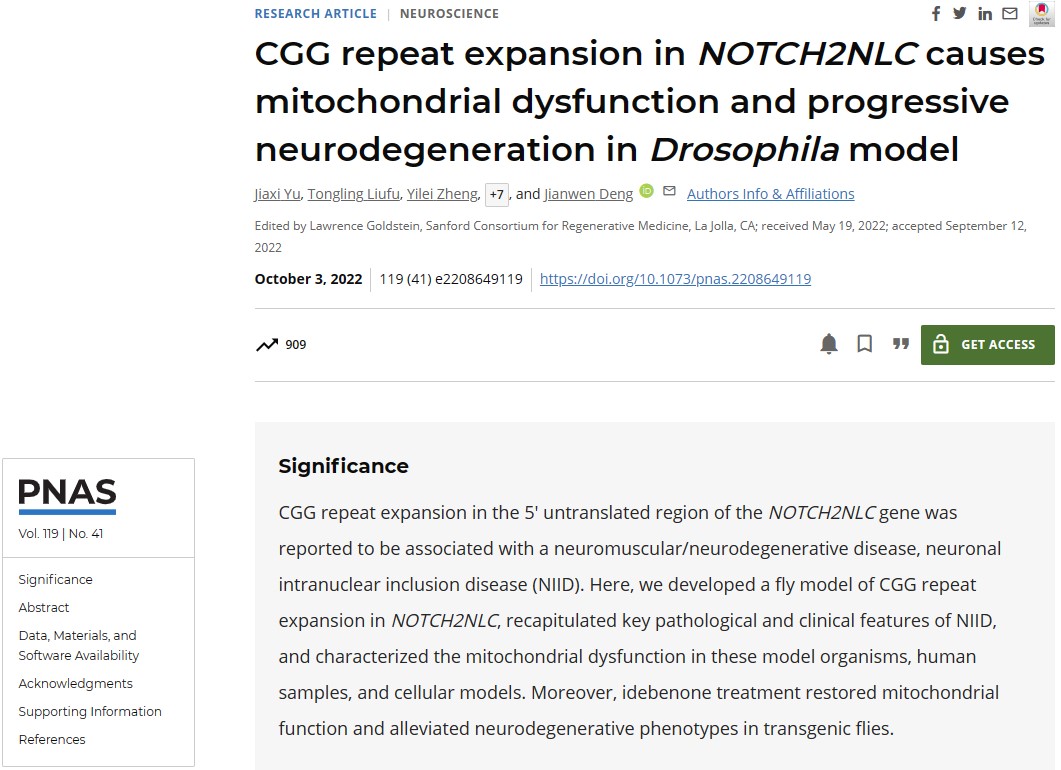 RESEARCH ARTICLE | NEUROSCIENCE
CGG repeat expansion in NOTCH2NLC causes
mitochondrial dysfunction and progressive
neurodegeneration in Drosophila model
Jiaxi Yu, Tongling Liufu, Yilei Zheng, +7, and Jianwen Deng iD Authors Info & Affiliations
Edited by Lawrence Goldstein, Sanford Consortium for Regenerative Medicine, La Jolla, CA; received May 19, 2022; accepted September 12,
2022
October 3, 2022 | 119 (41) e2208649119 | https://doi.org/10.1073/pnas.2208649119
909
GET ACCESS
PNAS
Vol. 119 | No. 41
Significance
Abstract
Data, Materials, and
Software Availability
Acknowledgments
Supporting Information
References
Significance
CGG repeat expansion in the 5' untranslated region of the NOTCH2NLC gene was
reported to be associated with a neuromuscular/neurodegenerative disease, neuronal
intranuclear inclusion disease (NIID). Here, we developed a fly model of CGG repeat
expansion in NOTCH2NLC, recapitulated key pathological and clinical features of NIID,
and characterized the mitochondrial dysfunction in these model organisms, human
samples, and cellular models. Moreover, idebenone treatment restored mitochondrial
function and alleviated neurodegenerative phenotypes in transgenic flies.